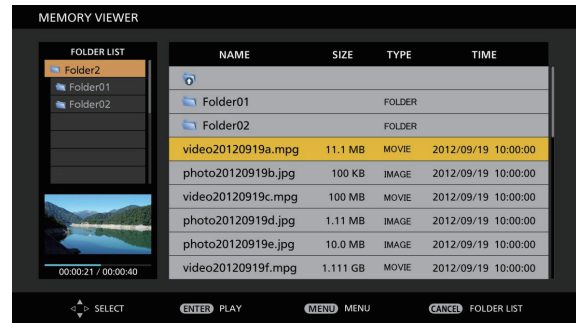 MEMORY VIEWER
FOLDER LIST
Folder2
Folder01
Folder02
00:00:21 / 00:00:40
NAME SIZE TYPE TIME
Folder01 FOLDER
Folder02 FOLDER
video20120919a.mpg 11.1 MB MOVIE 2012/09/19 10:00:00
photo20120919b.jpg 100 KB IMAGE 2012/09/19 10:00:00
video20120919c.mpg 100 MB MOVIE 2012/09/19 10:00:00
photo20120919d.jpg 1.11 MB IMAGE 2012/09/19 10:00:00
photo20120919e.jpg 10.0 MB IMAGE 2012/09/19 10:00:00
video20120919f.mpg 1.111 GB MOVIE 2012/09/19 10:00:00
SELECT ENTER PLAY MENU MENU CANCEL FOLDER LIST